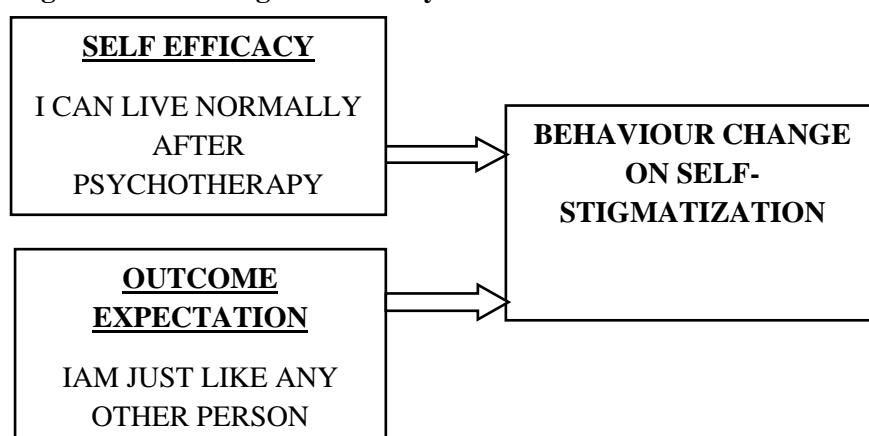 SELF EFFICACY
I CAN LIVE NORMALLY
AFTER
PSYCHOTHERAPY
BEHAVIOUR CHANGE
ON SELF-
STIGMATIZATION
OUTCOME
EXPECTATION
IAM JUST LIKE ANY
OTHER PERSON